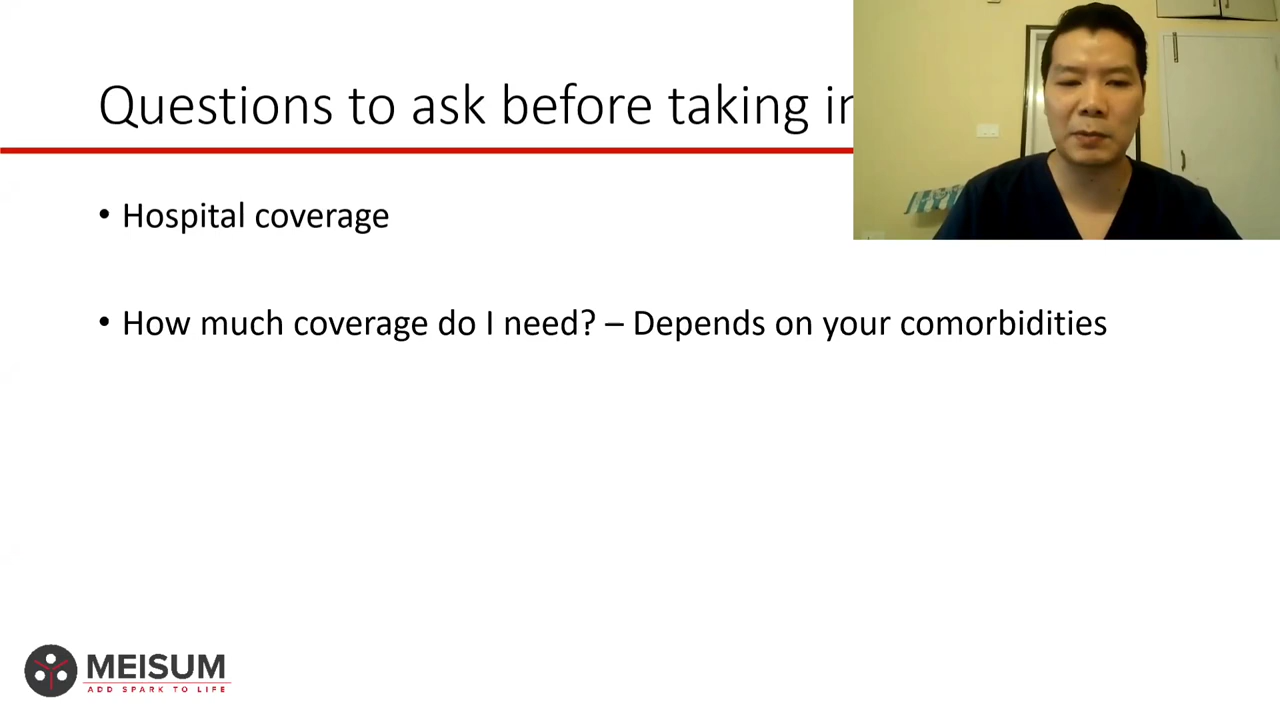 Questions to ask before taking
• Hospital coverage
• How much coverage do I need? – Depends on your comorbidities
MEISUM
ADD SPARK TO LIFE